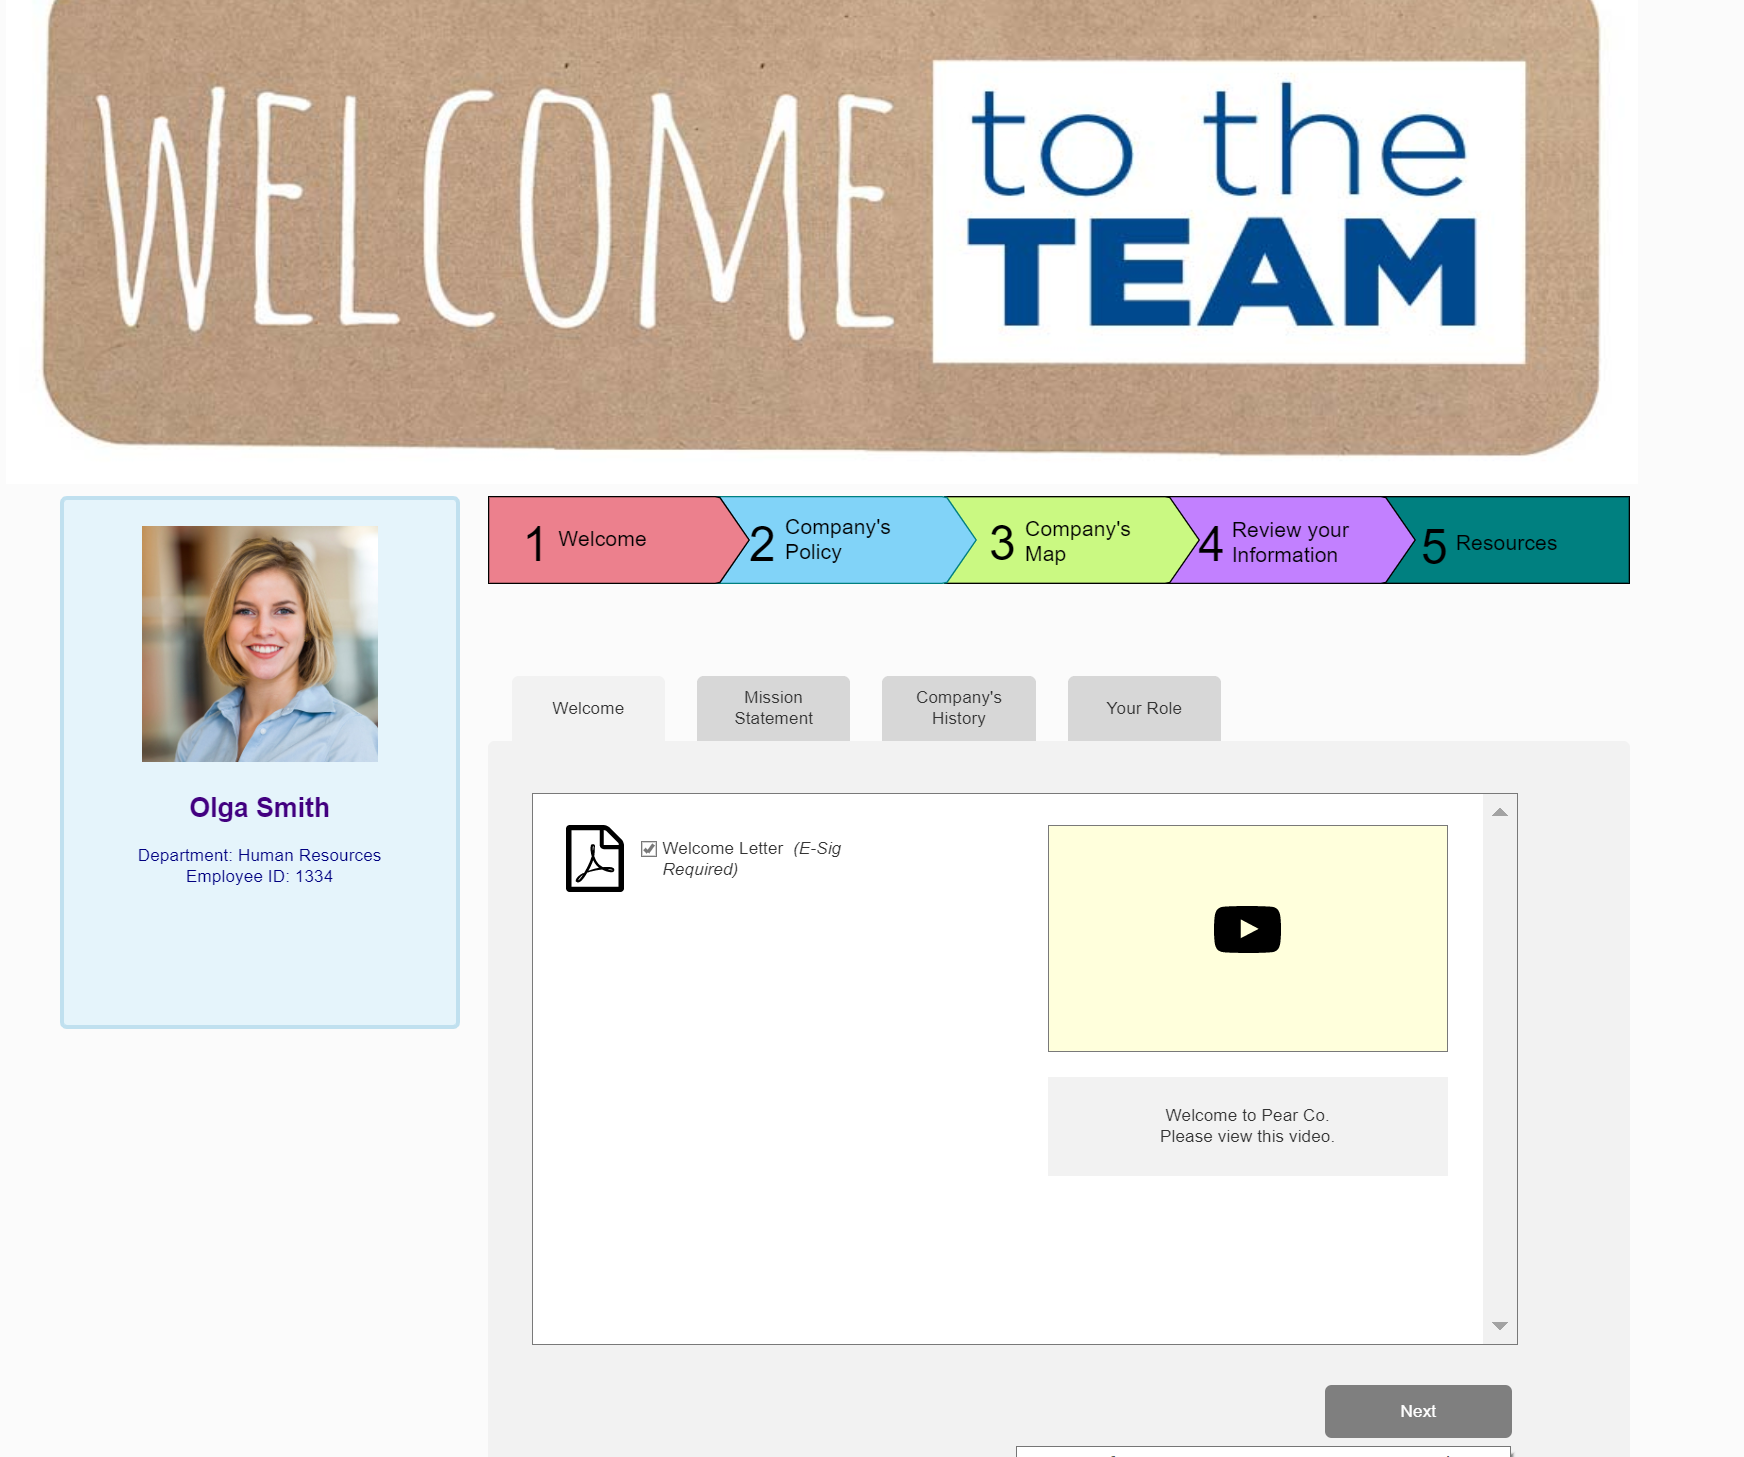 WELCOME
to the
TEAM
1 Welcome
2 Company's
Policy
3 Company's
Map
4 Review your
Information
5 Resources
Welcome
Mission
Statement
Company's
History
Your Role
Olga Smith
Department: Human Resources
Employee ID: 1334
Welcome Letter (E-Sig
Required)
Welcome to Pear Co.
Please view this video.
Next